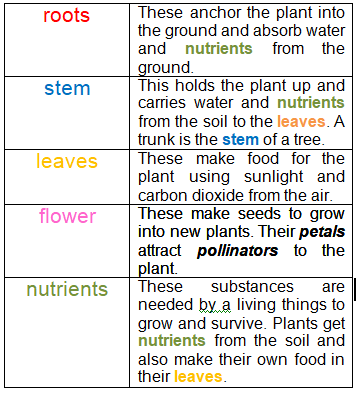 roots
These anchor the plant into
the ground and absorb water
and nutrients from the
ground.
stem
This holds the plant up and
carries water and nutrients
from the soil to the leaves. A
trunk is the stem of a tree.
leaves
These make food for the
plant using sunlight and
carbon dioxide from the air.
flower
These make seeds to grow
into new plants. Their petals
attract pollinators to the
plant.
nutrients
These substances are
needed by a living things to
grow and survive. Plants get
nutrients from the soil and
also make their own food in
their leaves.